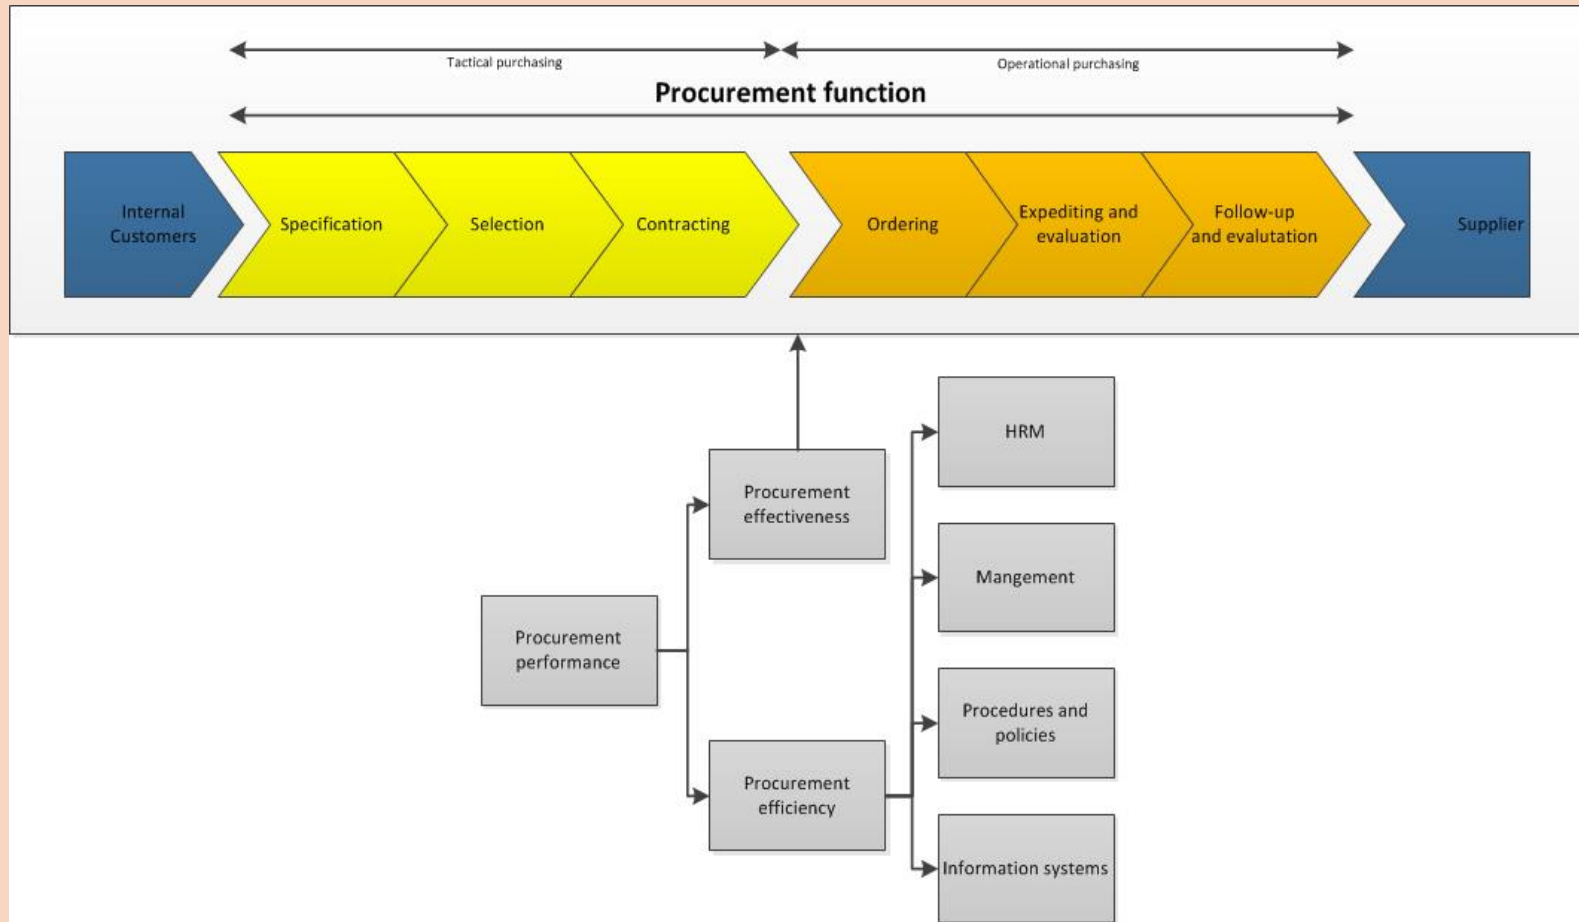 Tactical purchasing
Operational purchasing
Procurement function
Internal
Customers
Specification
Selection
Contracting
Ordering
Expediting and
evaluation
Follow-up
and evalutation
Supplier
HRM
Procurement
effectiveness
Mangement
Procurement
performance
Procedures and
policies
Procurement
efficiency
Information systems